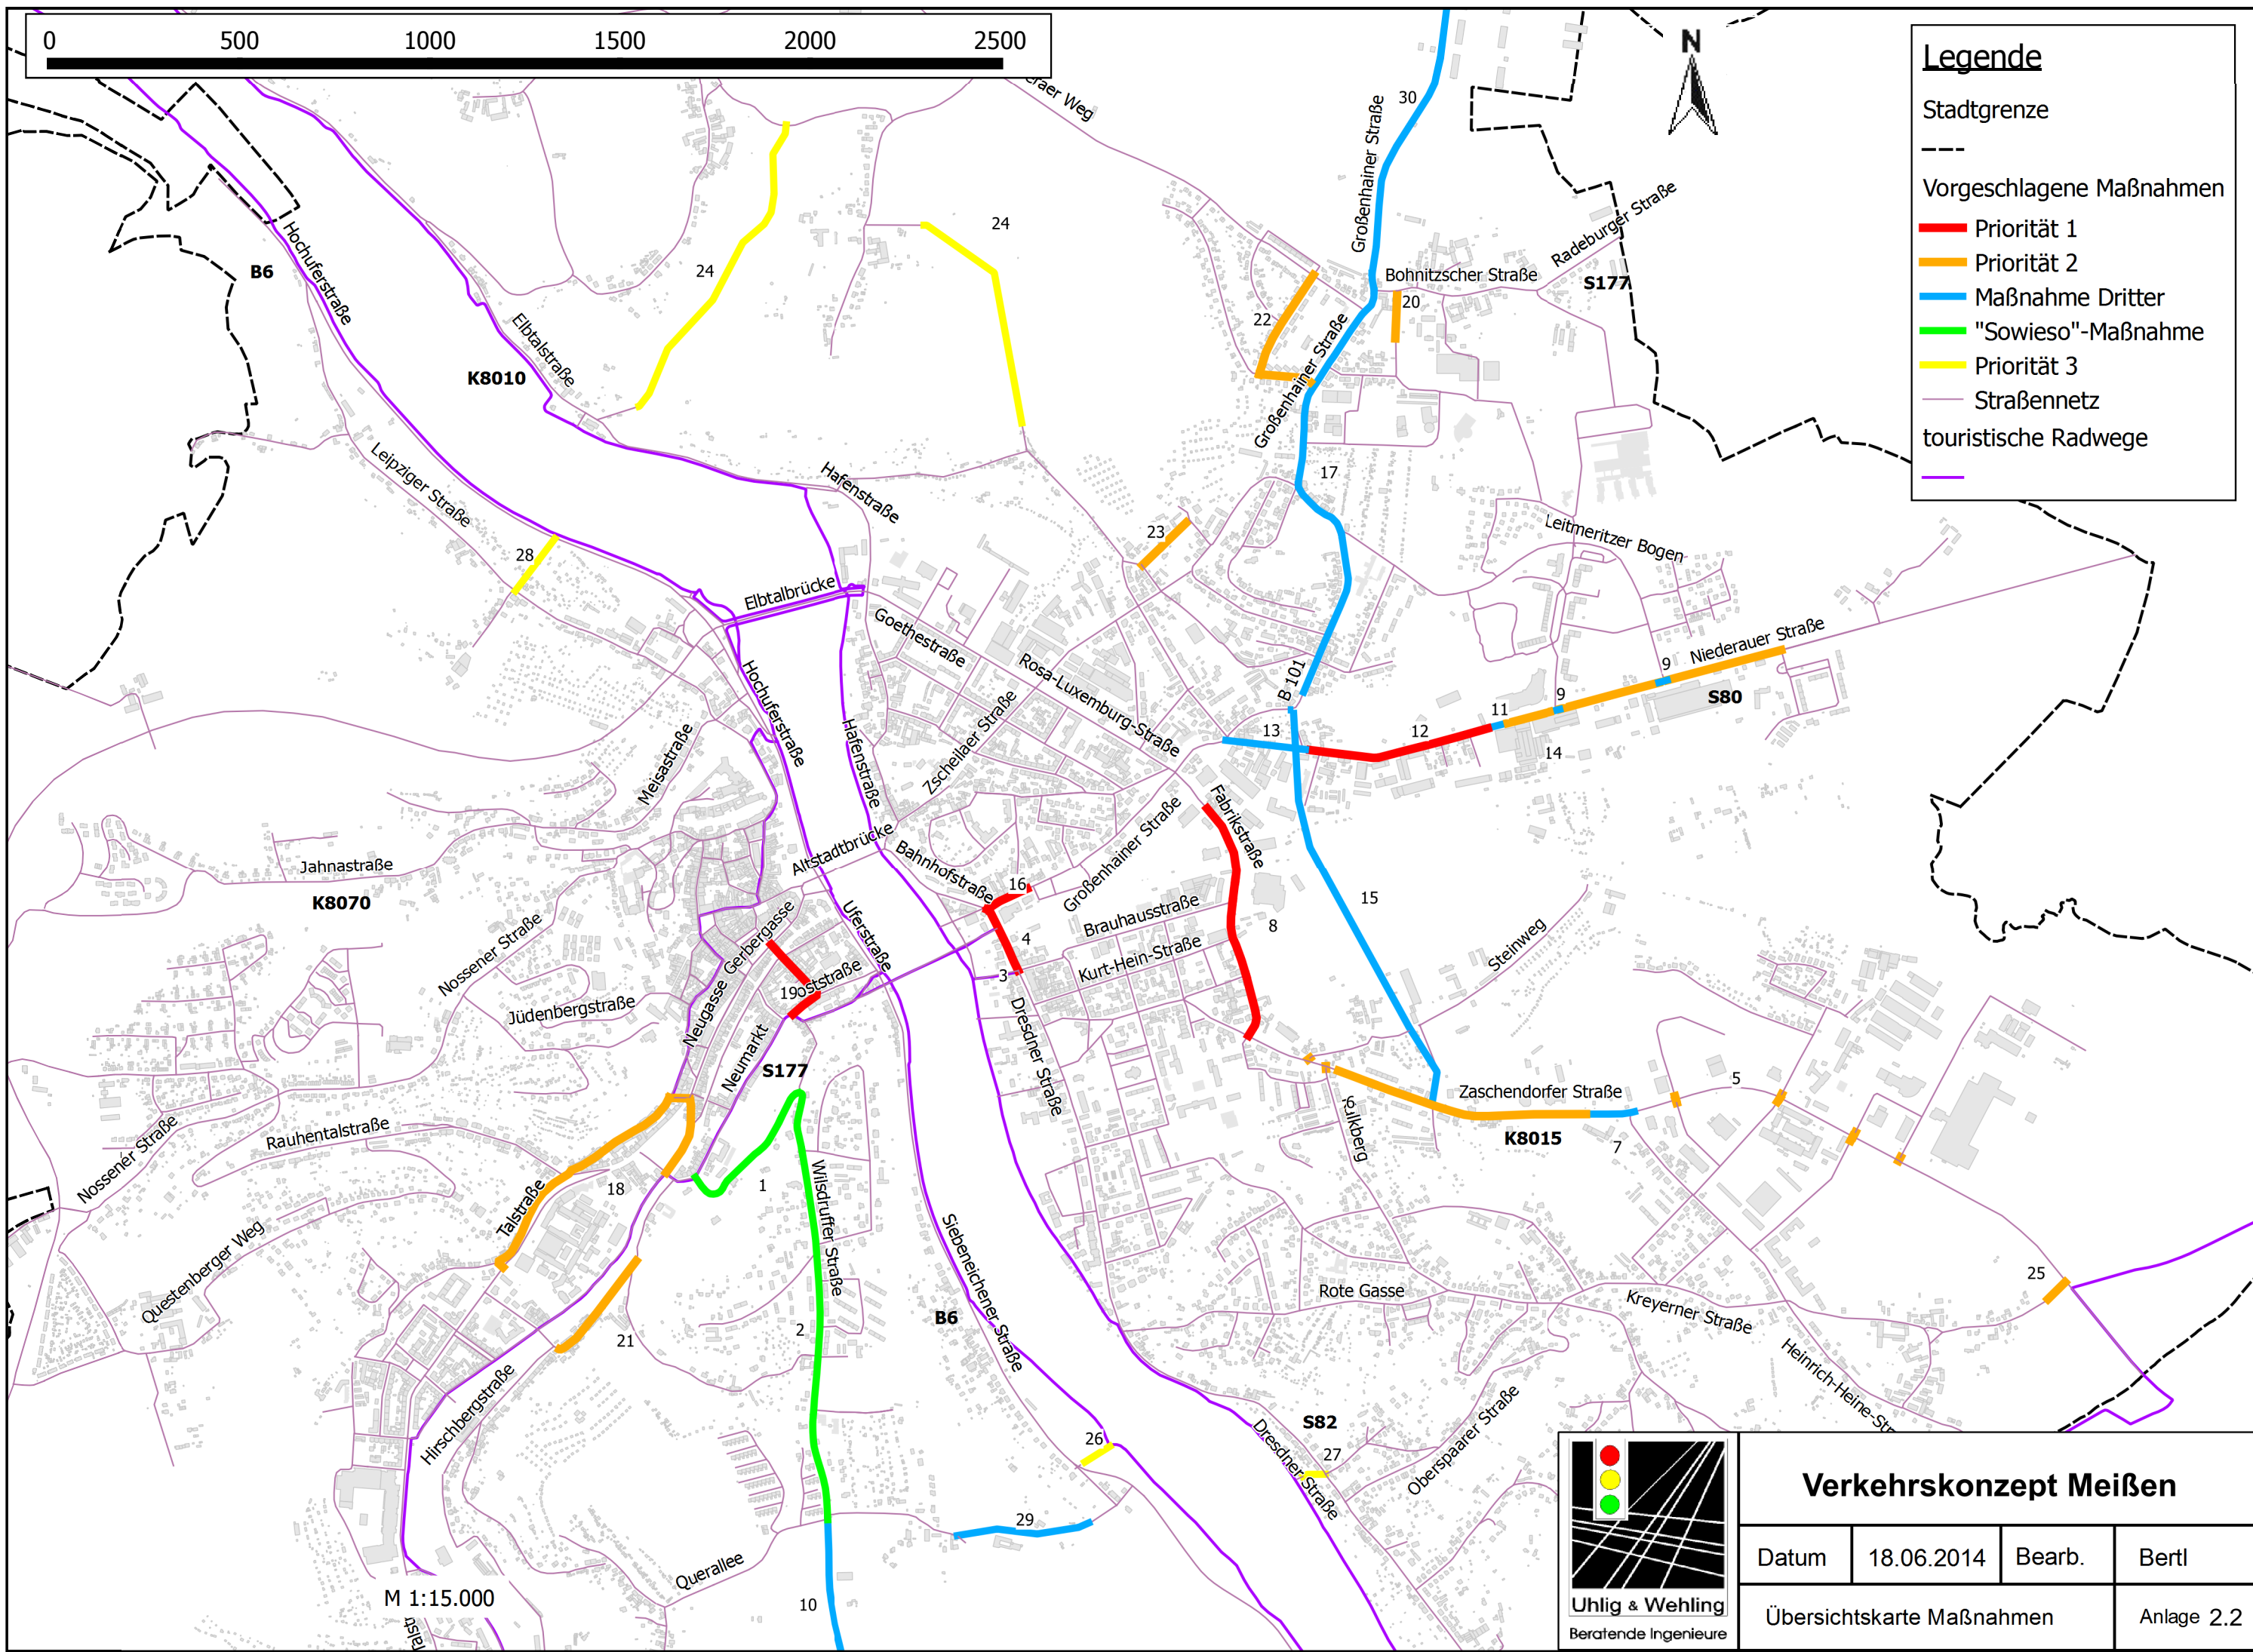 0 500 1000 1500 2000 2500
N
Legende
Stadtgrenze
Vorgeschlagene Maßnahmen
Priorität 1
Priorität 2
Maßnahme Dritter
"Sowieso"-Maßnahme
Priorität 3
Straßennetz
touristische Radwege
30
Großenhainer Straße
24
24
Radeburger Straße
Bohnitzscher Straße
S177
20
22
Großenhainer Straße
B6
Hochuferstraße
Elbtalstraße
K8010
Leipziger Straße
Hafenstraße
17
23
28
Leitmeritzer Bogen
Elbtalbrücke
Goethestraße
Rosa-Luxemburg-Straße
B 101
Niederauer Straße
9
9
S80
11
12
13
14
Hochuferstraße
Hafenstraße
Zscheilaer Straße
Meisastraße
Altstadtbrücke
Bahnhofstraße
Großenhainer Straße
Fabrikstraße
Jahnastraße
K8070
16
15
Brauhausstraße
8
4
Kurt-Hein-Straße
3
Steinweg
Nossener Straße
Gerbergasse
Uferstraße
19
Jüdenbergstraße
Neugasse
Neumarkt
S177
Dresdner Straße
Zaschendorfer Straße
5
6
K8015
7
Nossener Straße
Rauhentalstraße
18
1
Talstraße
Wilsdruffer Straße
Questenberger Weg
Siebeneichener Straße
Rote Gasse
25
Kreyerner Straße
2
B6
21
Hirschbergstraße
S82
Dresdner Straße
27
Oberspaarer Straße
26
29
Querallee
10
M 1:15.000
Uhlig & Wehling
Beratende Ingenieure
Verkehrskonzept Meißen
Datum 18.06.2014 Bearb. Bertl
Übersichtskarte Maßnahmen Anlage 2.2